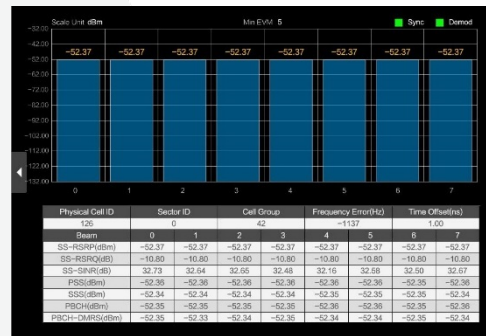 Scale Unit dBm Min EVM 5 Sync Demod
-32.00
-42.00
-52.37 -52.37 -52.37 -52.37 -52.37 -52.37 -52.37 -52.37
-52.00
-62.00
-72.00
-82.00
-92.00
-102.00
-112.00
-122.00
-132.00
0 1 2 3 4 5 6 7
Physical Cell ID Sector ID Cell Group Frequency Error(Hz) Time Offset(ns)
126 0 42 -1137 1.00
Beam 0 1 2 3 4 5 6 7
SS-RSRP(dBm) -52.37 -52.37 -52.37 -52.37 -52.37 -52.37 -52.37 -52.37
SS-RSRQ(dB) -10.80 -10.80 -10.80 -10.80 -10.80 -10.80 -10.80 -10.80
SS-SINR(dB) 32.73 32.64 32.65 32.48 32.16 32.58 32.50 32.67
PSS(dBm) -52.36 -52.36 -52.36 -52.36 -52.36 -52.36 -52.35 -52.36
SSS(dBm) -52.34 -52.34 -52.34 -52.34 -52.35 -52.34 -52.34 -52.34
PBCH(dBm) -52.35 -52.36 -52.35 -52.35 -52.36 -52.35 -52.35 -52.36
PBCH-DMRS(dBm) -52.35 -52.33 -52.34 -52.35 -52.35 -52.35 -52.35 -52.34